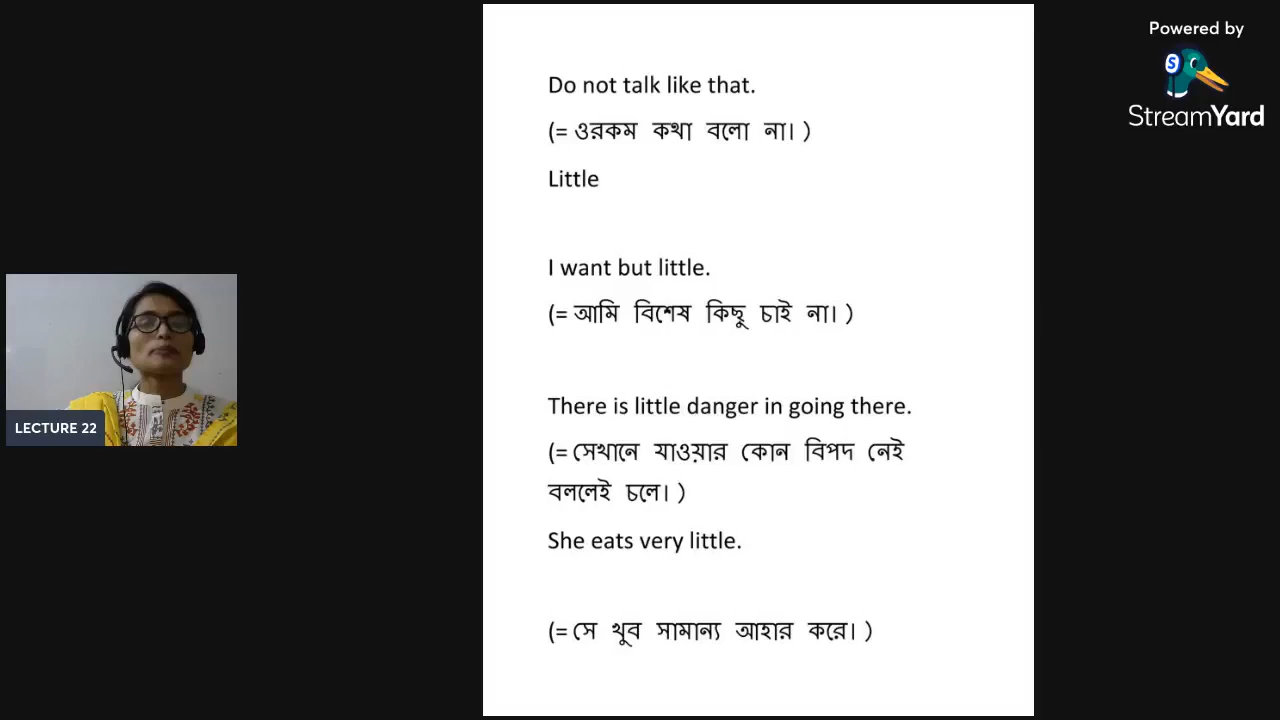 Powered by
StreamYard
Do not talk like that.
(= ওরকম কথা বলো না। )
Little
I want but little.
(= আমি বিশেষ কিছু চাই না। )
There is little danger in going there.
(= সেখানে যাওয়ার কোন বিপদ নেই
বললেই চলে। )
She eats very little.
(= সে খুব সামান্য আহার করে। )
LECTURE 22